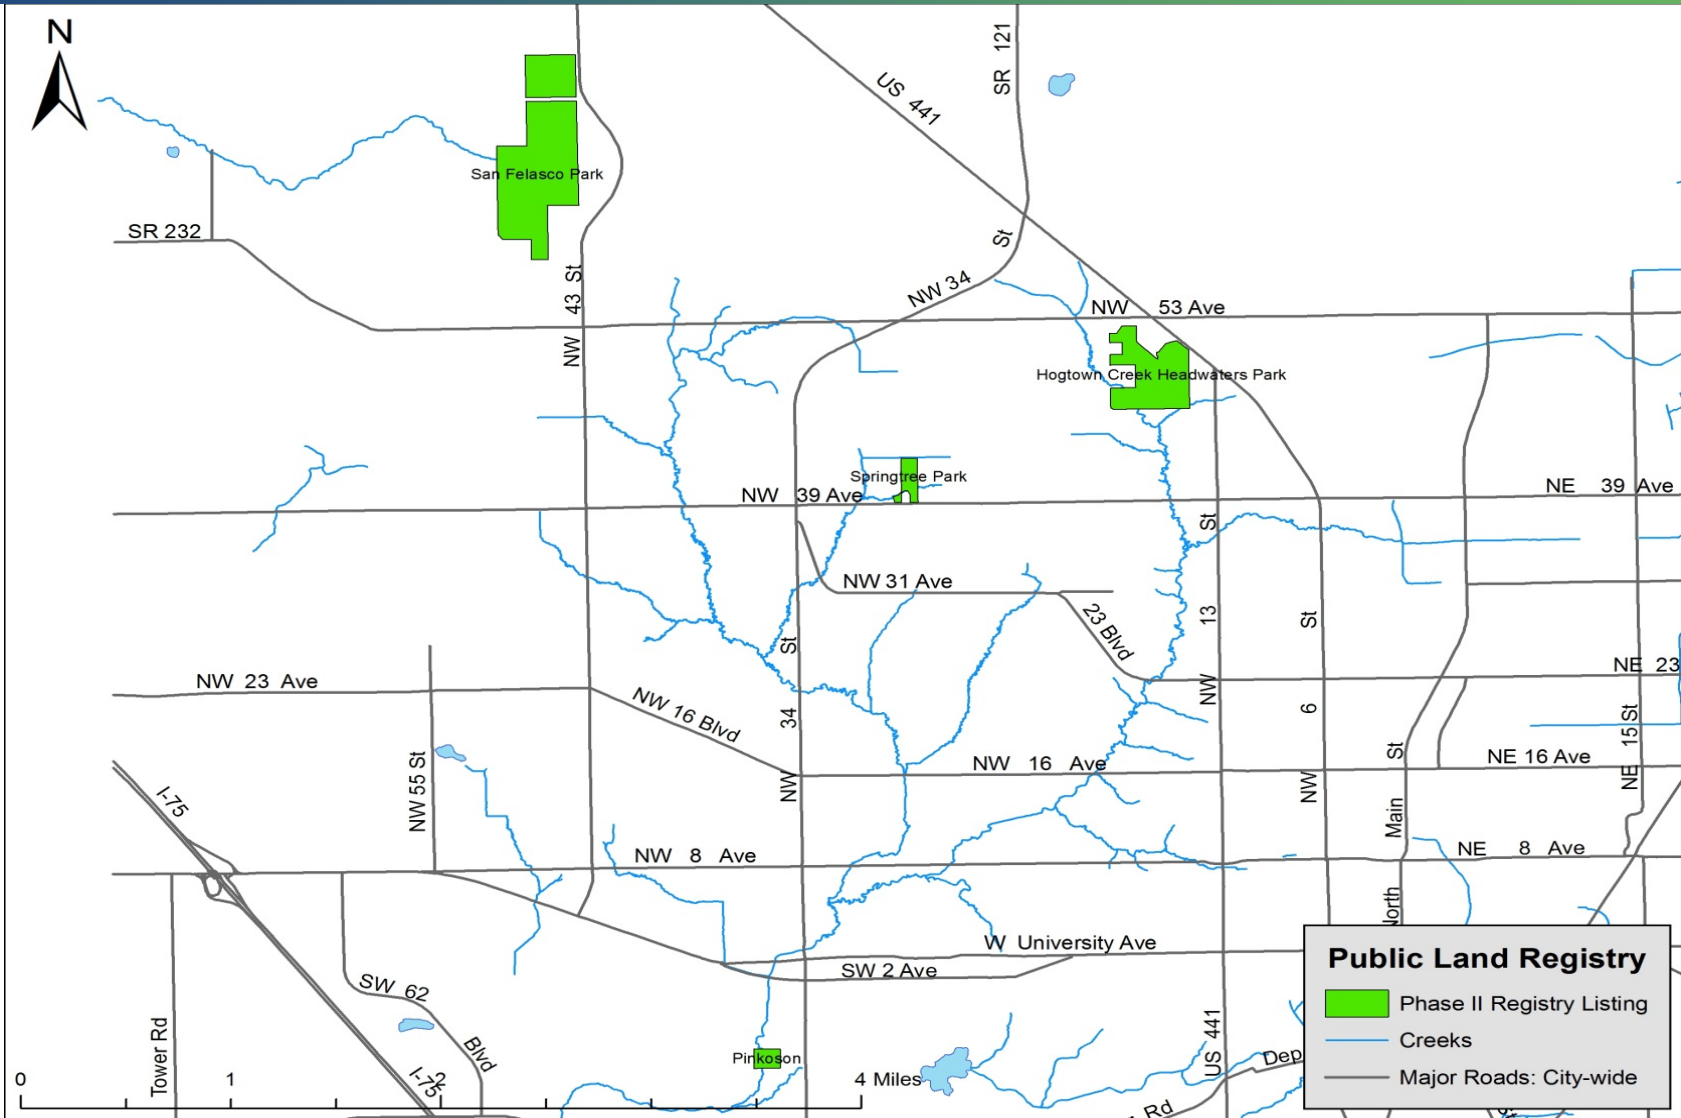 N
SR 121
US 441
San Felasco Park
SR 232
NW 43 St
NW 34 St
NW 53 Ave
Hogtown Creek Headwaters Park
Springtree Park
NW 39 Ave
NE 39 Ave
NW 31 Ave
23 Blvd
NW 13 St
NW 6 St
NW 34 St
NW 23 Ave
NE 23
NW 16 Blvd
NW 16 Ave
NE 16 Ave
NE 15 St
NW 55 St
I-75
North Main St
NW 8 Ave
NE 8 Ave
W University Ave
SW 2 Ave
SW 62 Blvd
Tower Rd
I-75
Pinkoson
US 441
Dep
Rd
St
0 1 2 4 Miles
Public Land Registry
Phase II Registry Listing
Creeks
Major Roads: City-wide